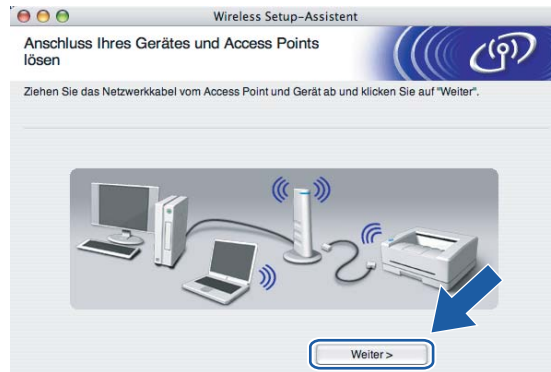 Wireless Setup-Assistent
Anschluss Ihres Gerätes und Access Points
lösen
Ziehen Sie das Netzwerkkabel vom Access Point und Gerät ab und klicken Sie auf "Weiter".
Weiter >